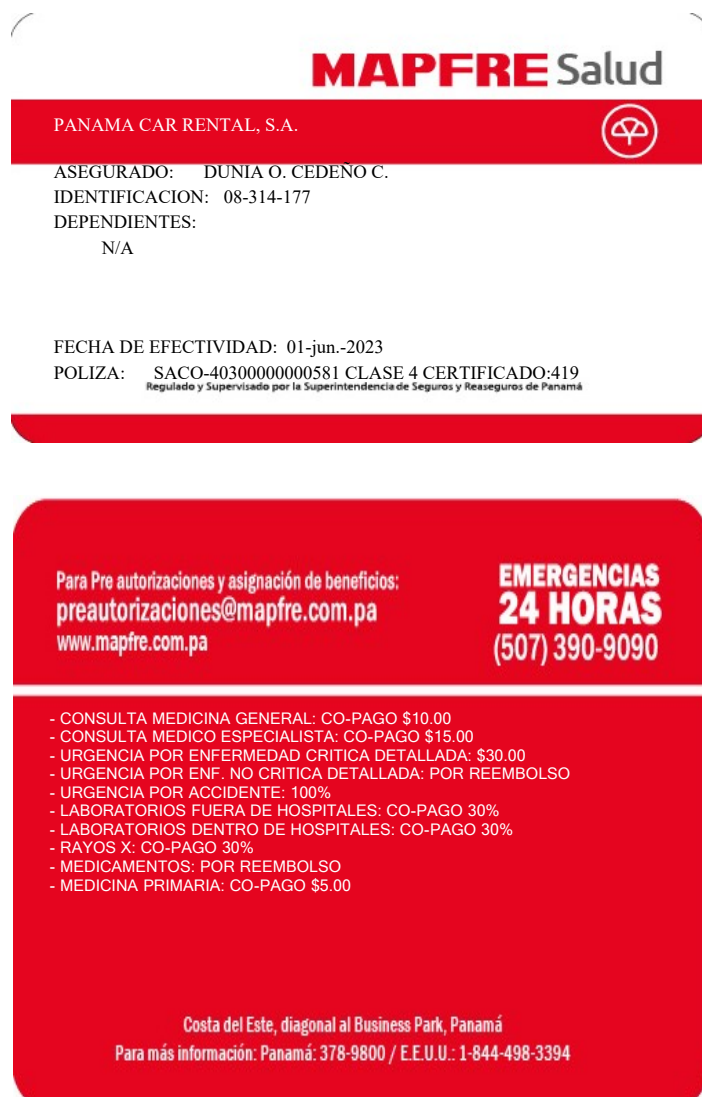 MAPFRE Salud
PANAMA CAR RENTAL, S.A.
ASEGURADO: DUNIA O. CEDEÑO C.
IDENTIFICACION: 08-314-177
DEPENDIENTES:
N/A
FECHA DE EFECTIVIDAD: 01-jun.-2023
POLIZA: SACO-40300000000581 CLASE 4 CERTIFICADO:419
Regulado y Supervisado por la Superintendencia de Seguros y Reaseguros de Panamá
Para Pre autorizaciones y asignación de beneficios:
preautorizaciones@mapfre.com.pa
www.mapfre.com.pa
EMERGENCIAS
24 HORAS
(507) 390-9090
- CONSULTA MEDICINA GENERAL: CO-PAGO $10.00
- CONSULTA MEDICO ESPECIALISTA: CO-PAGO $15.00
- URGENCIA POR ENFERMEDAD CRITICA DETALLADA: $30.00
- URGENCIA POR ENF. NO CRITICA DETALLADA: POR REEMBOLSO
- URGENCIA POR ACCIDENTE: 100%
- LABORATORIOS FUERA DE HOSPITALES: CO-PAGO 30%
- LABORATORIOS DENTRO DE HOSPITALES: CO-PAGO 30%
- RAYOS X: CO-PAGO 30%
- MEDICAMENTOS: POR REEMBOLSO
- MEDICINA PRIMARIA: CO-PAGO $5.00
Costa del Este, diagonal al Business Park, Panamá
Para más información: Panamá: 378-9800 / E.E.U.U.: 1-844-498-3394